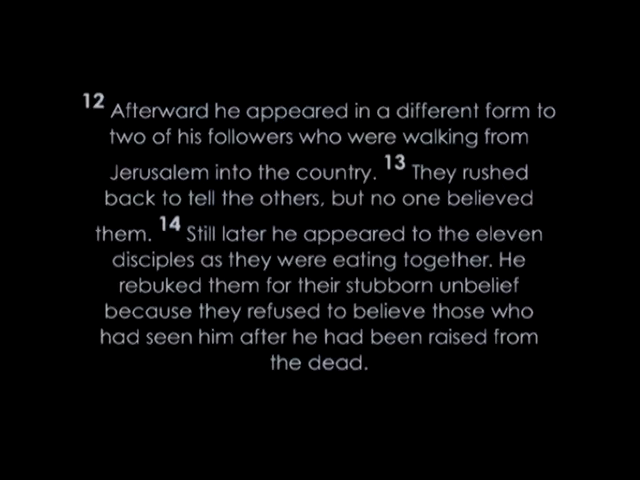 12 Afterward he appeared in a different form to
two of his followers who were walking from
Jerusalem into the country. 13 They rushed
back to tell the others, but no one believed
them. 14 Still later he appeared to the eleven
disciples as they were eating together. He
rebuked them for their stubborn unbelief
because they refused to believe those who
had seen him after he had been raised from
the dead.